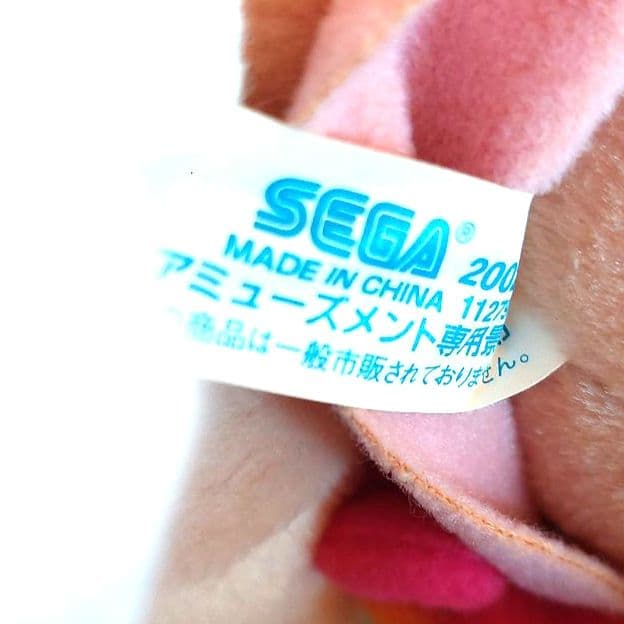 SEGA®
MADE IN CHINA 200
アミューズメント専用景 1127
商品は一般市販されておりません。